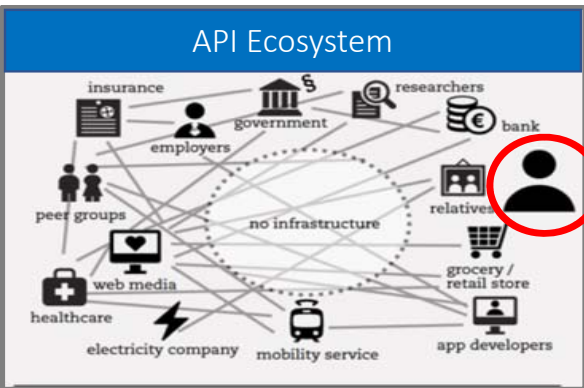 API Ecosystem
insurance
§
researchers
government
employers
€
bank
peer groups
relatives
no infrastructure
web media
grocery /
retail store
healthcare
electricity company
mobility service
app developers